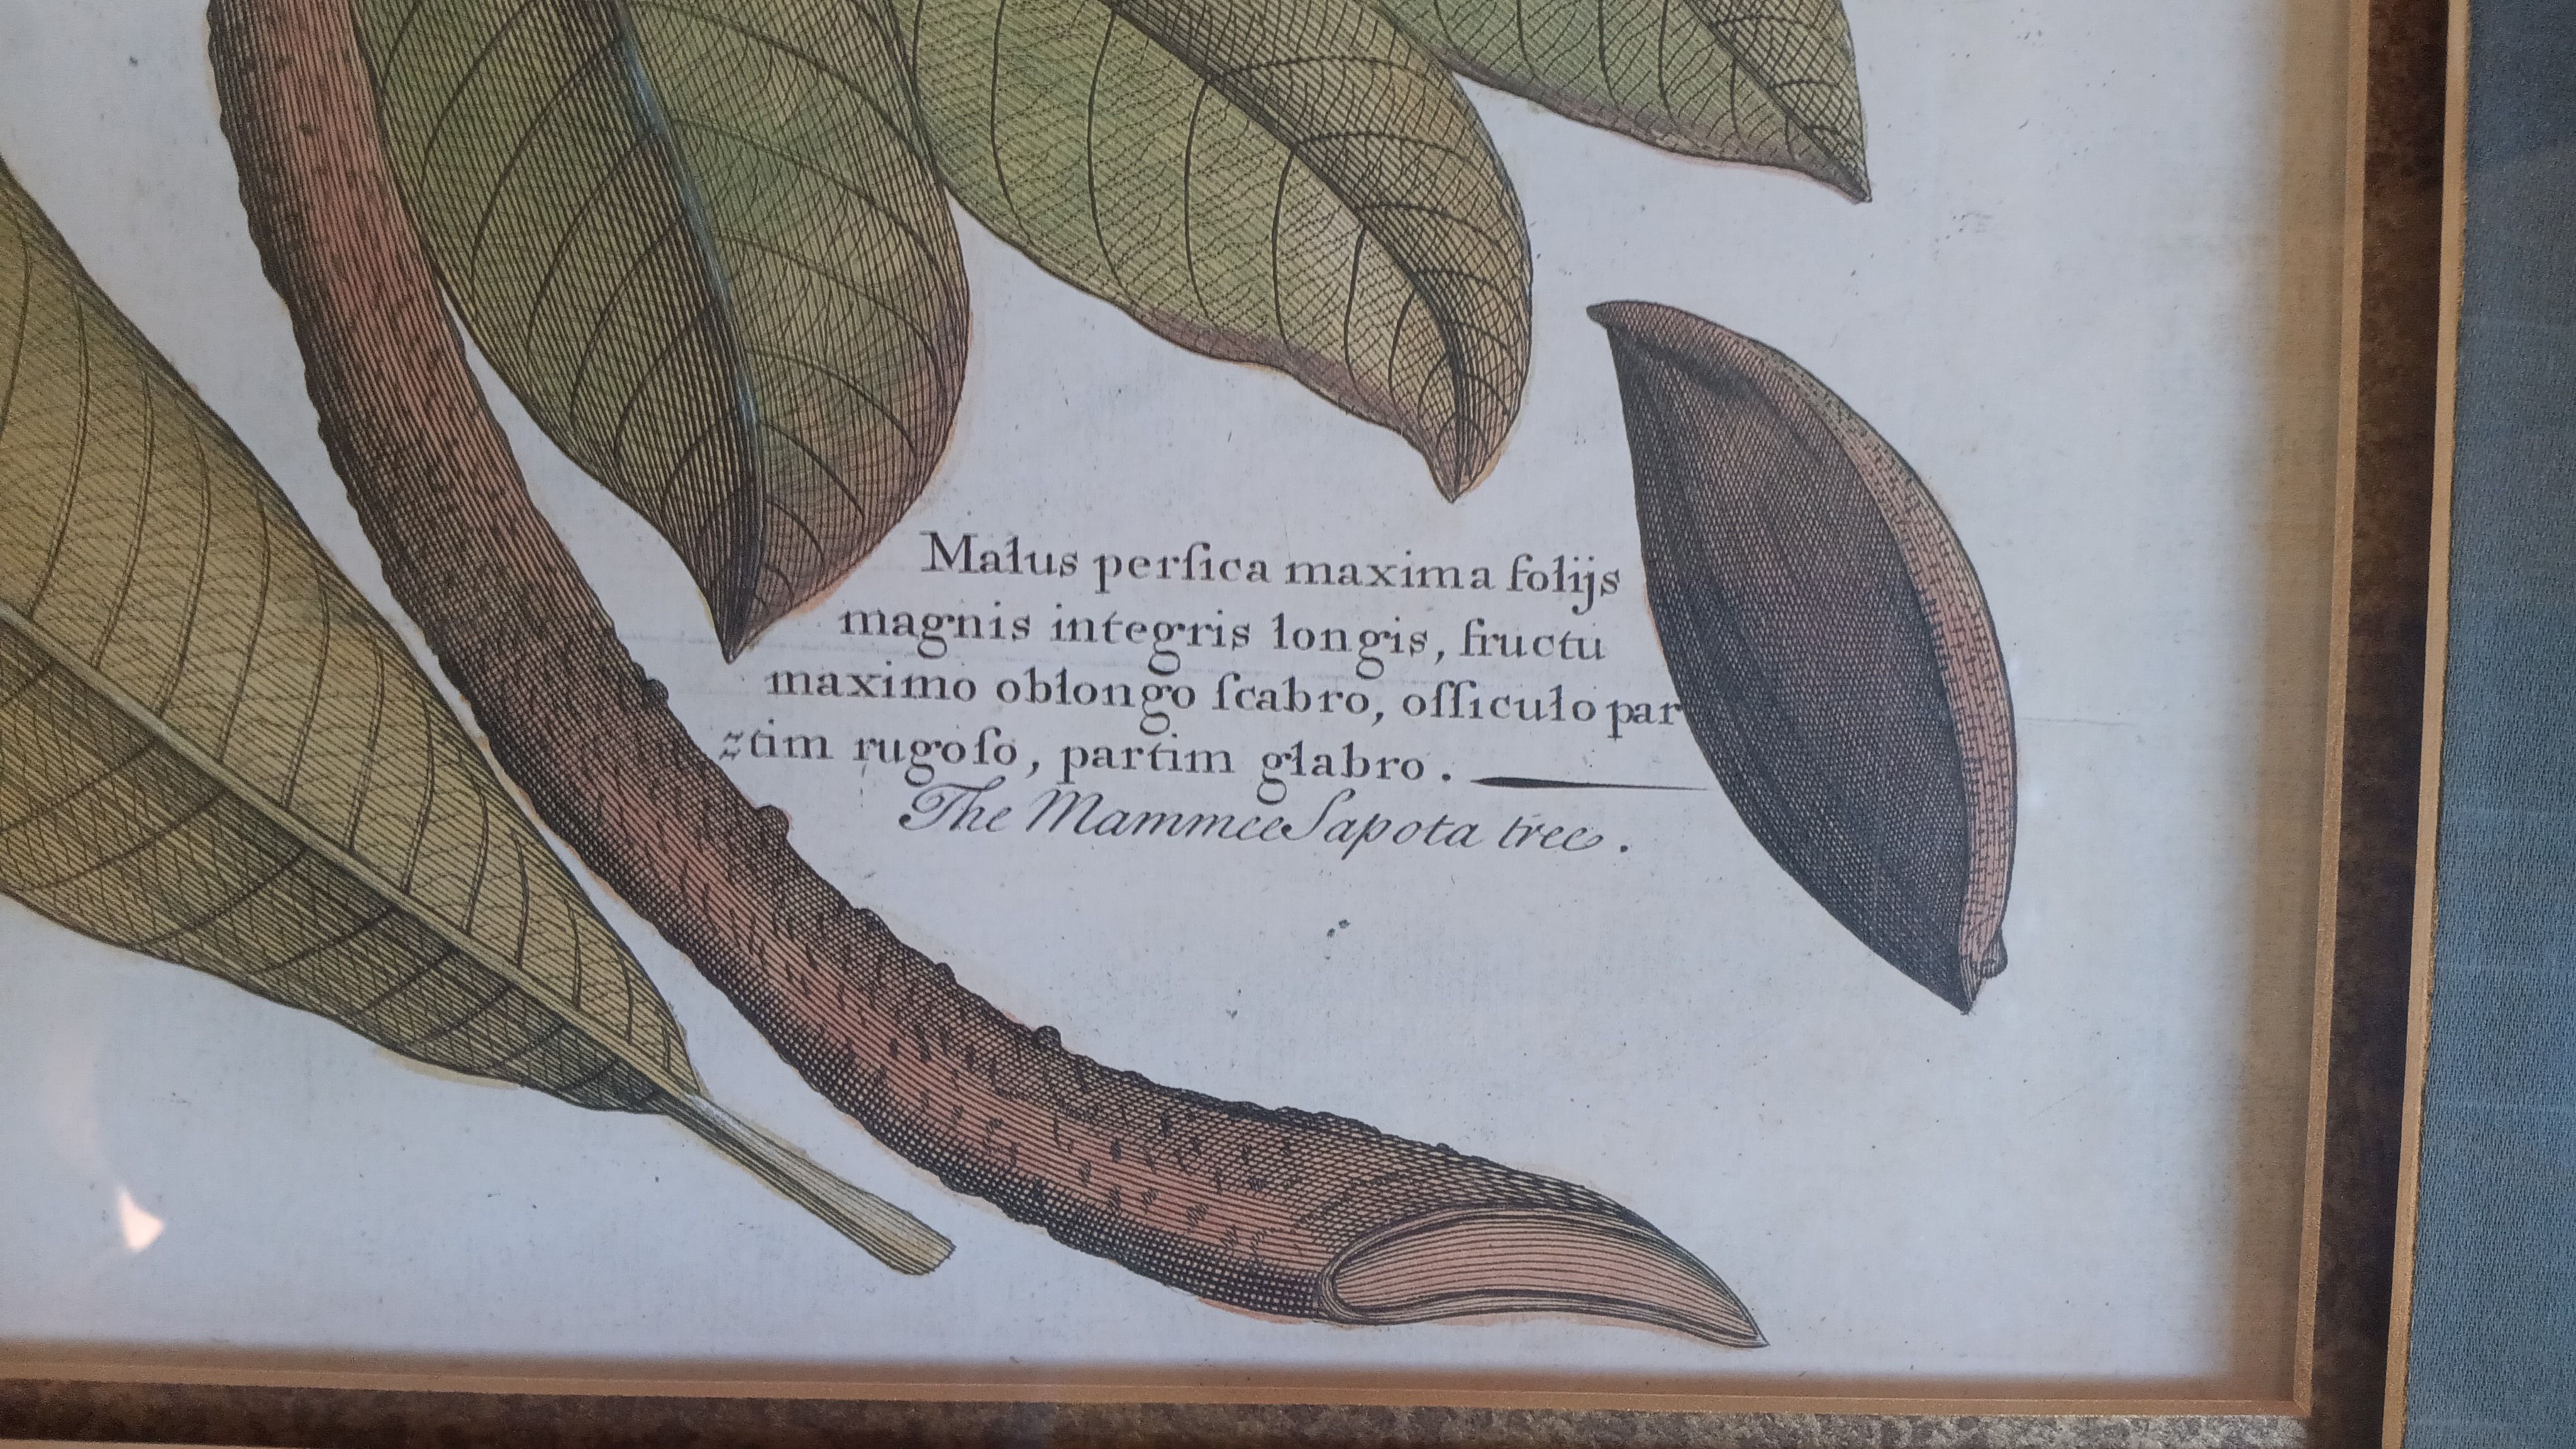 Malus perſica maxima folijs
magnis integris longis, fructu
maximo oblongo ſcabro, oſſiculo par
ztim rugoſo, partim glabro.
The Mammee Sapota tree.